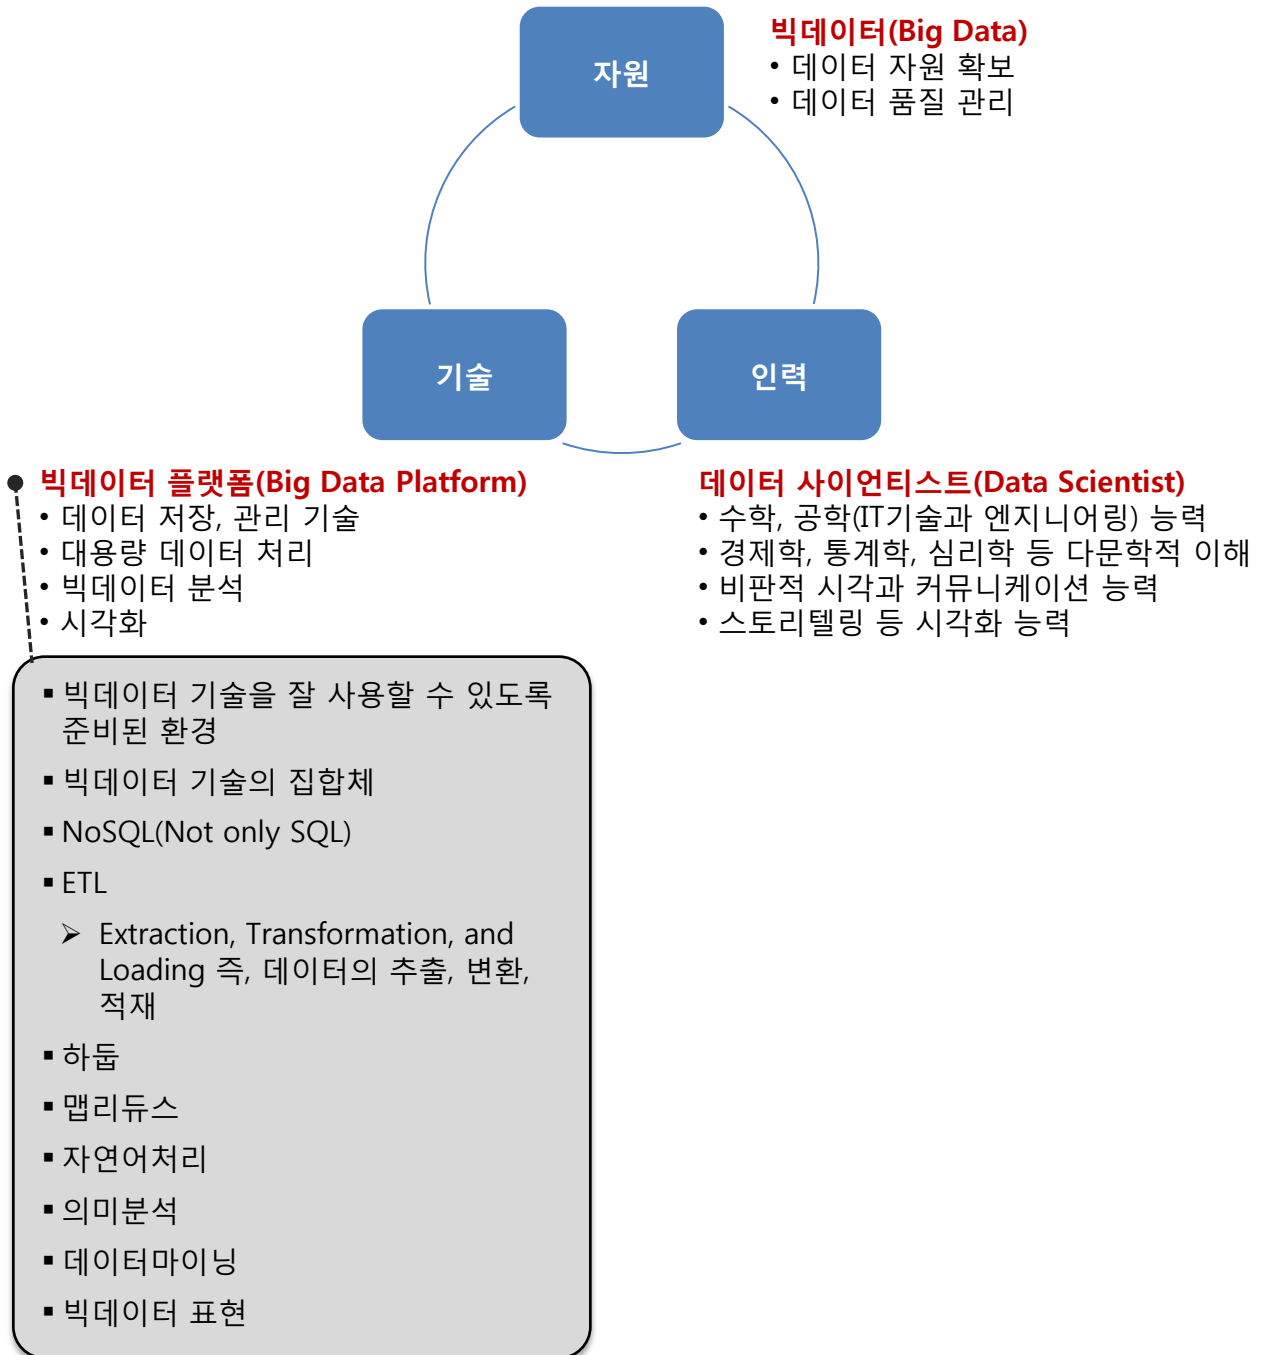 자원
빅데이터(Big Data)
• 데이터 자원 확보
• 데이터 품질 관리
기술
인력
빅데이터 플랫폼(Big Data Platform)
• 데이터 저장, 관리 기술
• 대용량 데이터 처리
• 빅데이터 분석
• 시각화
데이터 사이언티스트(Data Scientist)
• 수학, 공학(IT기술과 엔지니어링) 능력
• 경제학, 통계학, 심리학 등 다문학적 이해
• 비판적 시각과 커뮤니케이션 능력
• 스토리텔링 등 시각화 능력
▪ 빅데이터 기술을 잘 사용할 수 있도록
준비된 환경
▪ 빅데이터 기술의 집합체
▪ NoSQL(Not only SQL)
▪ ETL
➢ Extraction, Transformation, and
Loading 즉, 데이터의 추출, 변환,
적재
▪ 하둡
▪ 맵리듀스
▪ 자연어처리
▪ 의미분석
▪ 데이터마이닝
▪ 빅데이터 표현